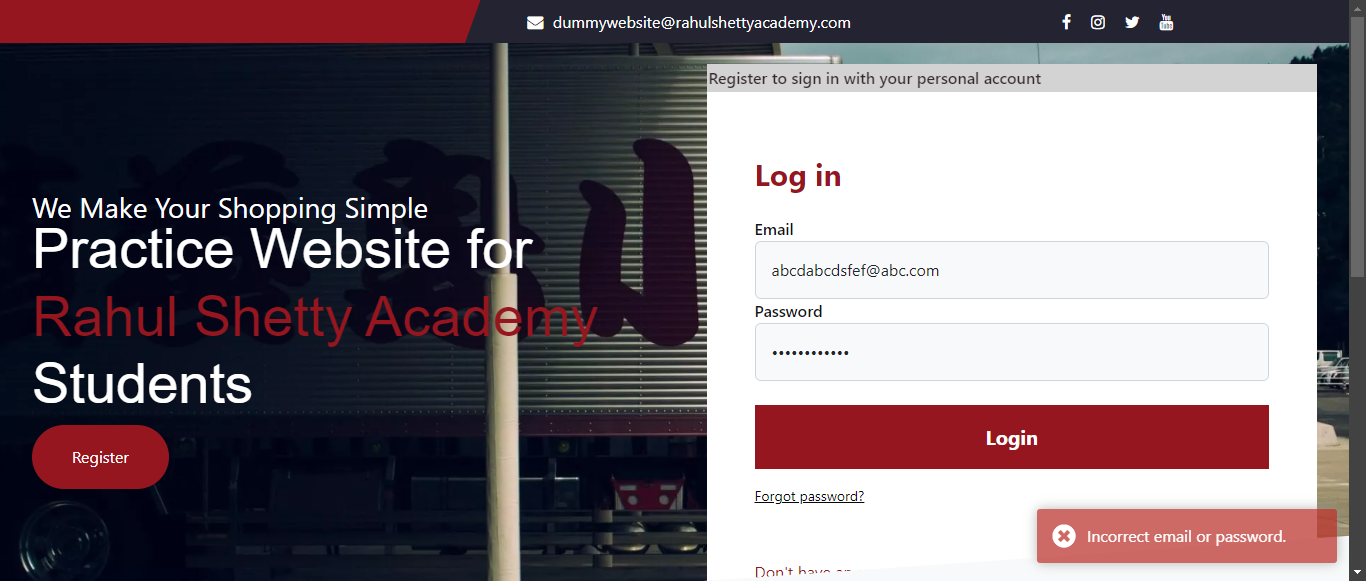 dummywebsite@rahulshettyacademy.com
Register to sign in with your personal account
We Make Your Shopping Simple
Practice Website for
Rahul Shetty Academy
Students
Register
Log in
Email
abcdabcdsfef@abc.com
Password
••••••••••••
Login
Forgot password?
Don't have an
Incorrect email or password.